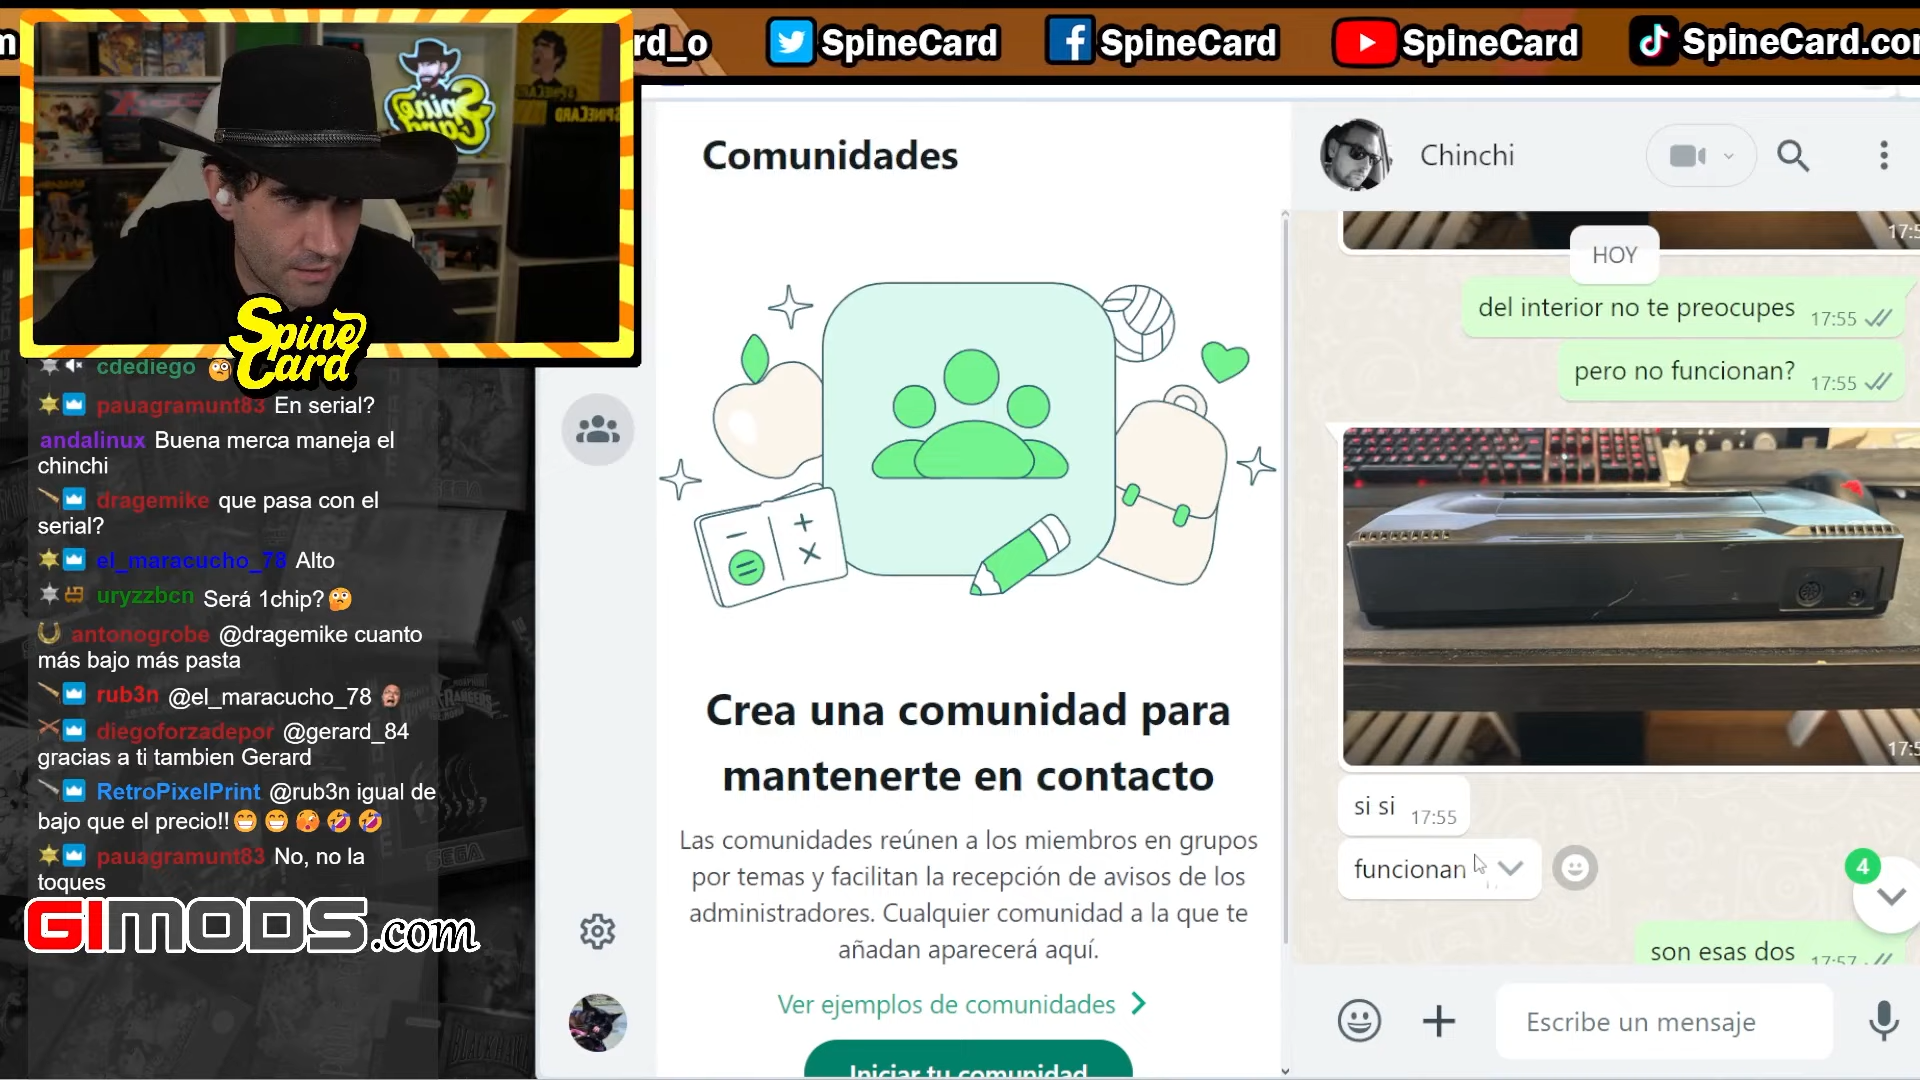 rd_o
SpineCard
SpineCard
SpineCard
SpineCard.co
Spine
Card
Spine
Card
cdediego
pauagramunt83 En serial?
andalinux Buena merca maneja el
chinchi
dragemike que pasa con el
serial?
el_maracucho_78 Alto
uryzzbcn Será 1chip?🤔
antonogrobe @dragemike cuanto
más bajo más pasta
rub3n @el_maracucho_78
diegoforzadepor @gerard_84
gracias a ti tambien Gerard
RetroPixelPrint @rub3n igual de
bajo que el precio!!😁😁🥵🤣🤣
pauagramunt83 No, no la
toques
GIMODS.com
Comunidades
Crea una comunidad para
mantenerte en contacto
Las comunidades reúnen a los miembros en grupos
por temas y facilitan la recepción de avisos de los
administradores. Cualquier comunidad a la que te
añadan aparecerá aquí.
Ver ejemplos de comunidades
Iniciar tu comunidad
Chinchi
HOY
del interior no te preocupes 17:55
pero no funcionan? 17:55
si si 17:55
funcionan
4
son esas dos 17:57
Escribe un mensaje